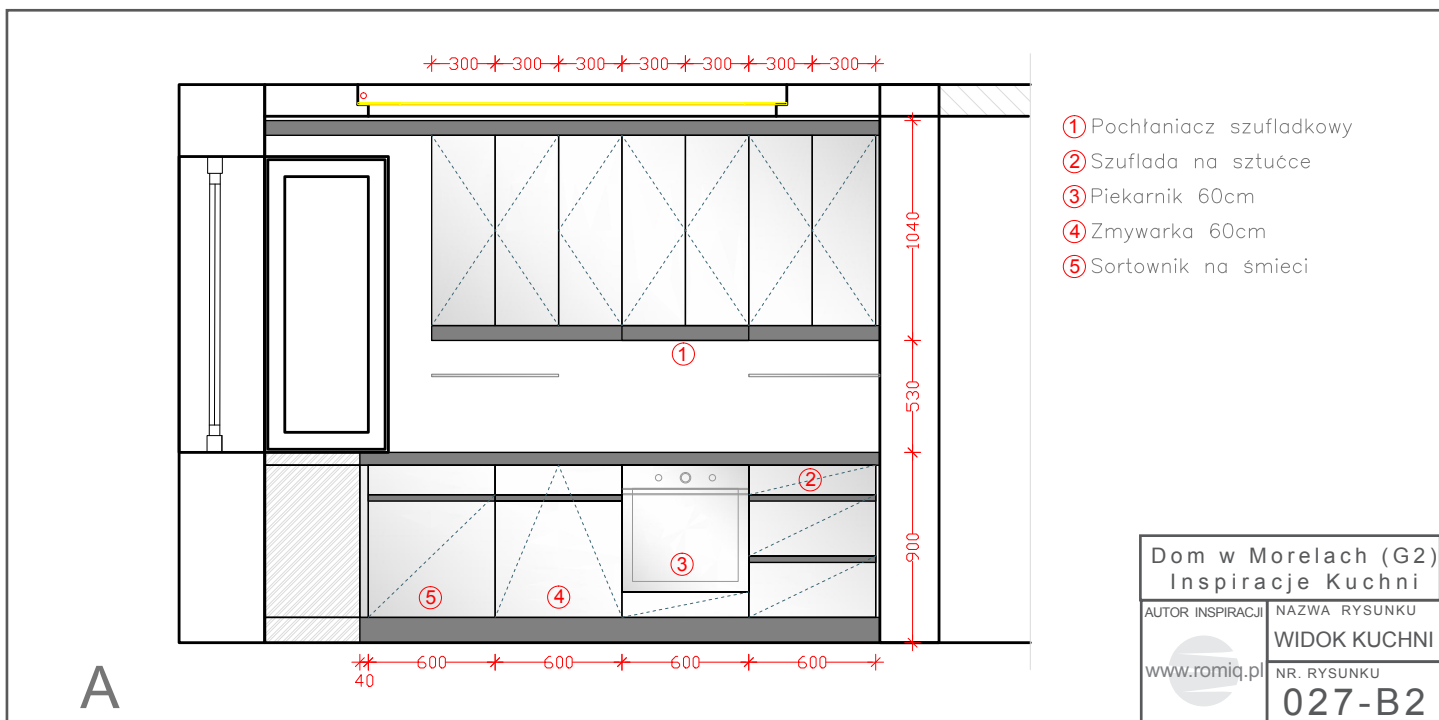 300 300 300 300 300 300 300
1 Pochłaniacz szufladkowy
2 Szuflada na sztućce
3 Piekarnik 60cm
4 Zmywarka 60cm
5 Sortownik na śmieci
1040
1
530
2
900
3
5
4
600 600 600 600
40
A
Dom w Morelach (G2)
Inspiracje Kuchni
AUTOR INSPIRACJI
www.romiq.pl
NAZWA RYSUNKU
WIDOK KUCHNI
NR. RYSUNKU
027-B2